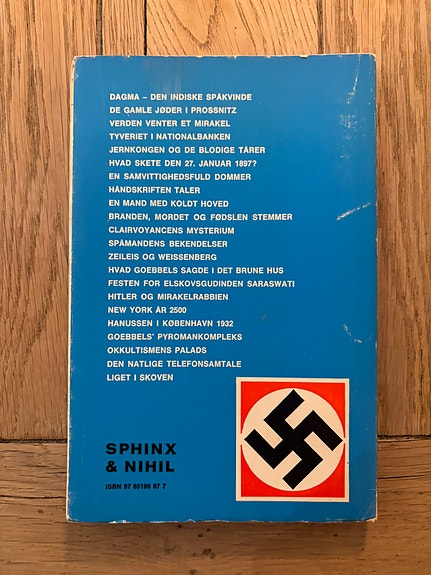 DAGMA – DEN INDISKE SPÅKVINDE
DE GAMLE JØDER I PROSSNITZ
VERDEN VENTER ET MIRAKEL
TYVERIET I NATIONALBANKEN
JERNKONGEN OG DE BLODIGE TÅRER
HVAD SKETE DEN 27. JANUAR 1897?
EN SAMVITTIGHEDSFULD DOMMER
HÅNDSKRIFTEN TALER
EN MAND MED KOLDT HOVED
BRANDEN, MORDET OG FØDSLEN STEMMER
CLAIRVOYANCENS MYSTERIUM
SPÅMANDENS BEKENDELSER
ZEILEIS OG WEISSENBERG
HVAD GOEBBELS SAGDE I DET BRUNE HUS
FESTEN FOR ELSKOVSGUDINDEN SARASWATI
HITLER OG MIRAKELRABBIEN
NEW YORK ÅR 2500
HANUSSEN I KØBENHAVN 1932
GOEBBELS' PYROMANKOMPLEKS
OKKULTISMENS PALADS
DEN NATLIGE TELEFONSAMTALE
LIGET I SKOVEN
SPHINX
& NIHIL
ISBN 87 85199 87 7